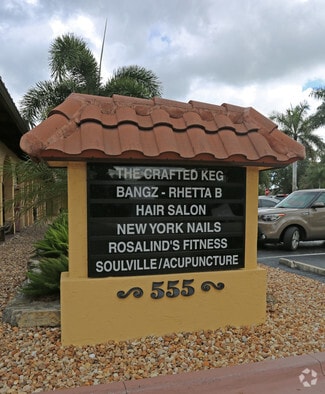 THE CRAFTED KEG
BANGZ - RHETTA B
HAIR SALON
NEW YORK NAILS
ROSALIND'S FITNESS
SOULVILLE/ACUPUNCTURE
555